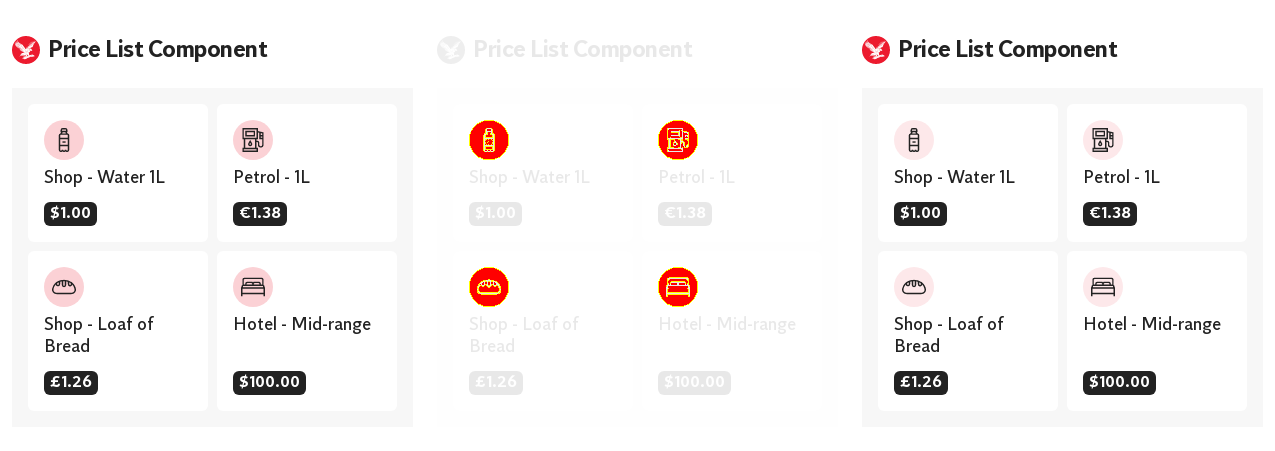 Price List Component
Shop - Water 1L
$1.00
Petrol - 1L
€1.38
Shop - Loaf of
Bread
£1.26
Hotel - Mid-range
$100.00
Price List Component
Shop - Water 1L
$1.00
Petrol - 1L
€1.38
Shop - Loaf of
Bread
£1.26
Hotel - Mid-range
$100.00
Price List Component
Shop - Water 1L
$1.00
Petrol - 1L
€1.38
Shop - Loaf of
Bread
£1.26
Hotel - Mid-range
$100.00